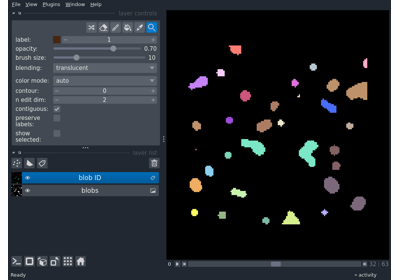 File View Plugins Window Help
layer controls
label: 1
opacity: 0.70
brush size: 10
blending: translucent
color mode: auto
contour: 0
n edit dim: 2
contiguous:
preserve
labels:
show
selected:
layer list
blob ID
blobs
32 63
Ready
activity